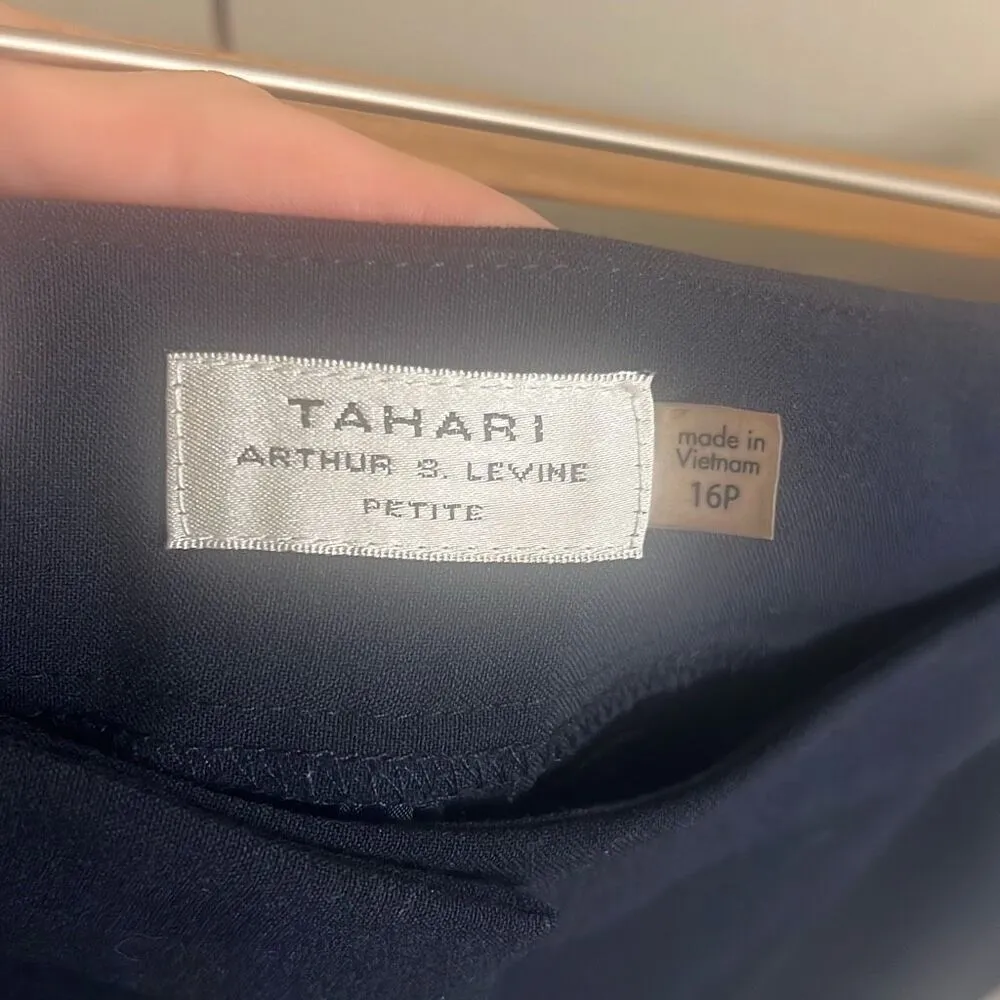 TAHARI
ARTHUR S. LEVINE
PETITE
made in
Vietnam
16P